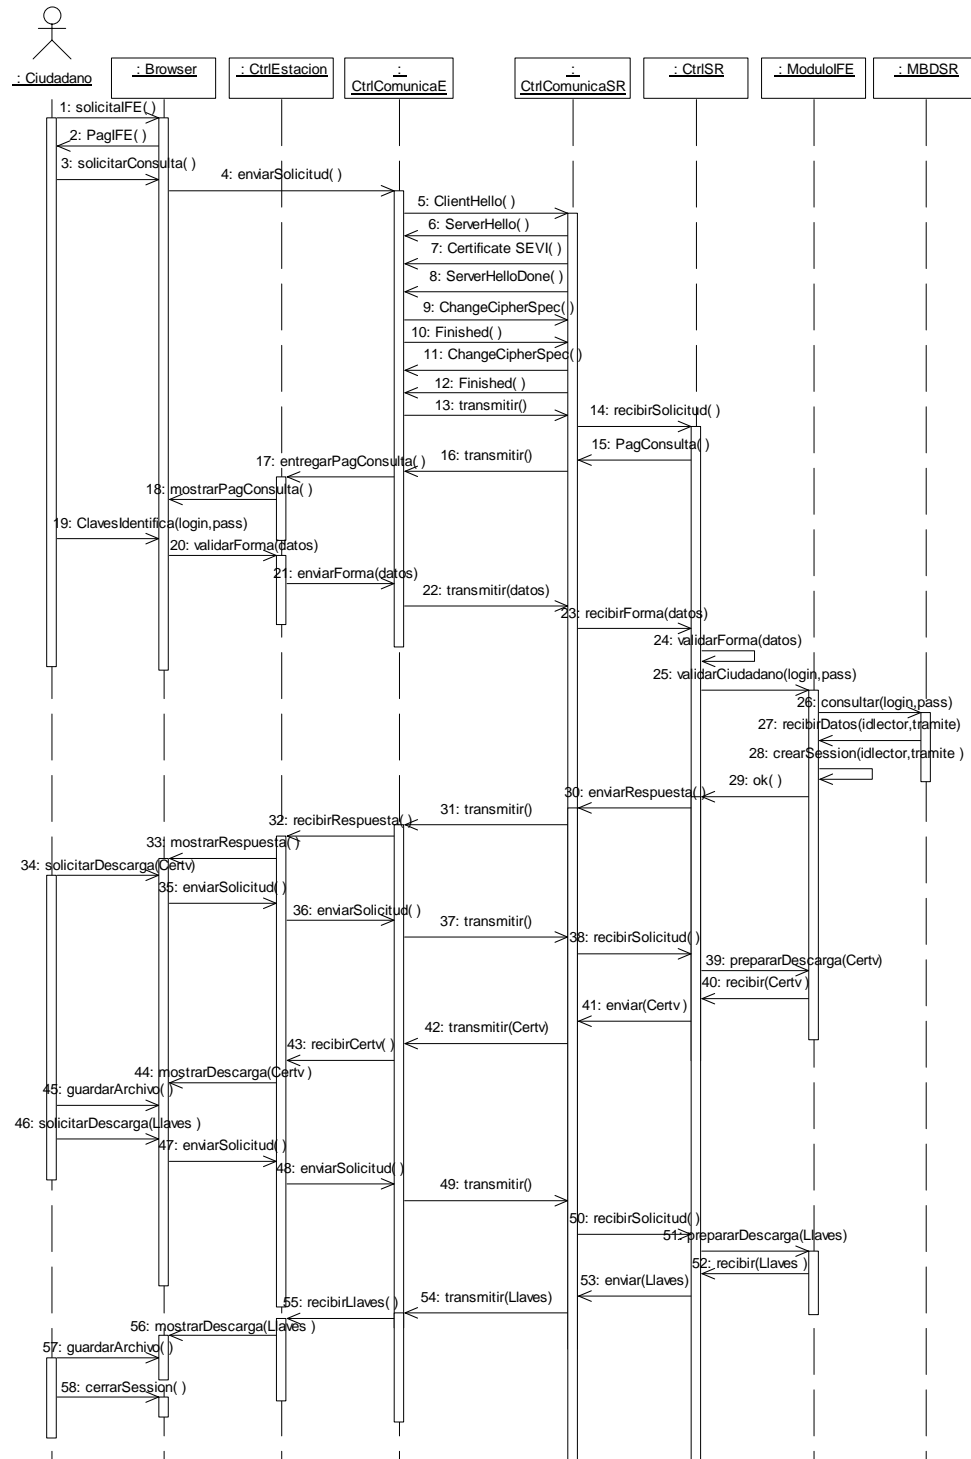 : Ciudadano
: Browser
: CtrlEstacion
:
CtrlComunicaE
:
CtrlComunicaSR
: CtrlSR
: ModuloIFE
: MBDSR
1: solicitaIFE( )
2: PagIFE( )
3: solicitarConsulta( )
4: enviarSolicitud( )
5: ClientHello( )
6: ServerHello( )
7: Certificate SEVI( )
8: ServerHelloDone( )
9: ChangeCipherSpec( )
10: Finished( )
11: ChangeCipherSpec( )
12: Finished( )
13: transmitir()
14: recibirSolicitud( )
15: PagConsulta( )
16: transmitir()
17: entregarPagConsulta( )
18: mostrarPagConsulta( )
19: ClavesIdentifica(login,pass)
20: validarForma(datos)
21: enviarForma(datos)
22: transmitir(datos)
23: recibirForma(datos)
24: validarForma(datos)
25: validarCiudadano(login,pass)
26: consultar(login,pass)
27: recibirDatos(idlector,tramite)
28: crearSession(idlector,tramite )
29: ok( )
30: enviarRespuesta( )
31: transmitir()
32: recibirRespuesta( )
33: mostrarRespuesta( )
34: solicitarDescarga(Certv)
35: enviarSolicitud( )
36: enviarSolicitud( )
37: transmitir()
38: recibirSolicitud( )
39: prepararDescarga(Certv)
40: recibir(Certv )
41: enviar(Certv )
42: transmitir(Certv)
43: recibirCertv( )
44: mostrarDescarga(Certv )
45: guardarArchivo( )
46: solicitarDescarga(Llaves )
47: enviarSolicitud( )
48: enviarSolicitud( )
49: transmitir()
50: recibirSolicitud( )
51: prepararDescarga(Llaves)
52: recibir(Llaves )
53: enviar(Llaves)
54: transmitir(Llaves)
55: recibirLlaves( )
56: mostrarDescarga(Llaves )
57: guardarArchivo( )
58: cerrarSession( )